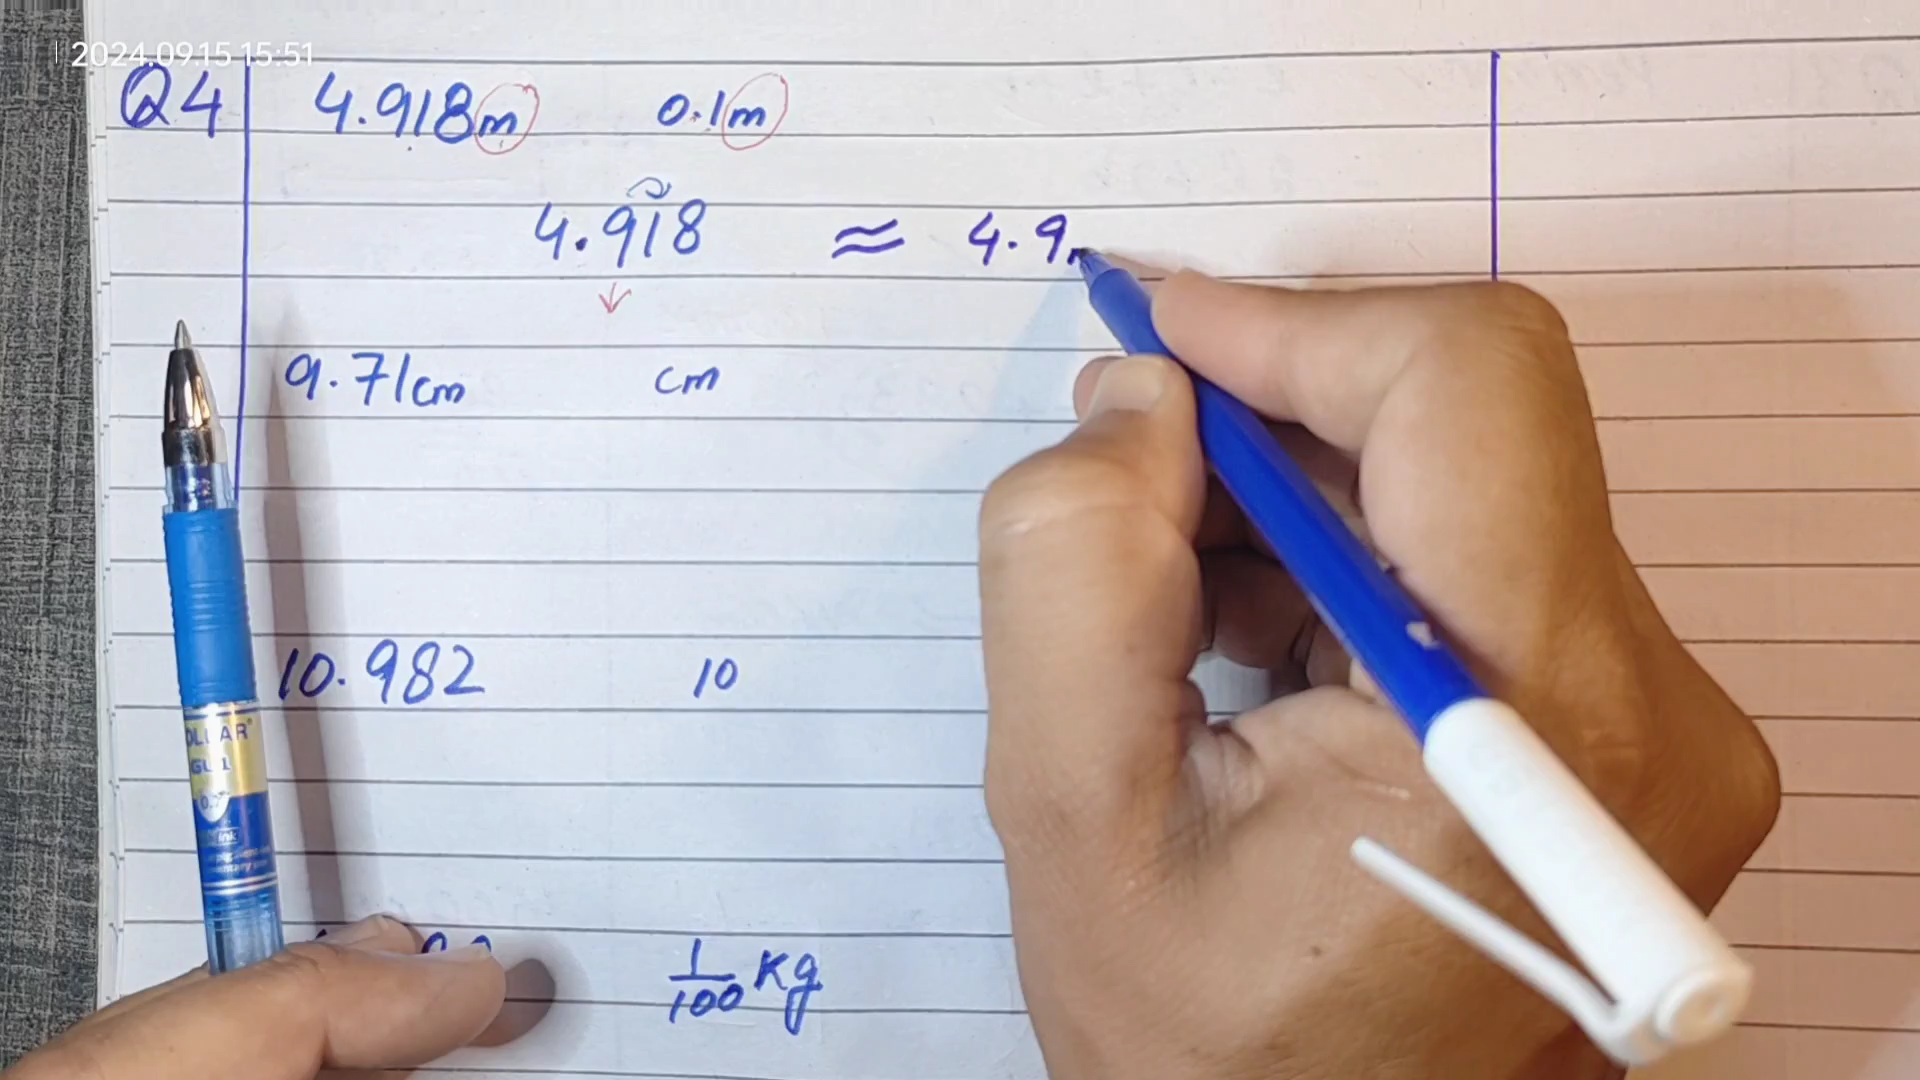 2024.09.15 15:51
Q4 4.918m 0.1m
4.918 ≈ 4.9
9.71cm cm
10.982 10
1/100 kg
DOLLAR